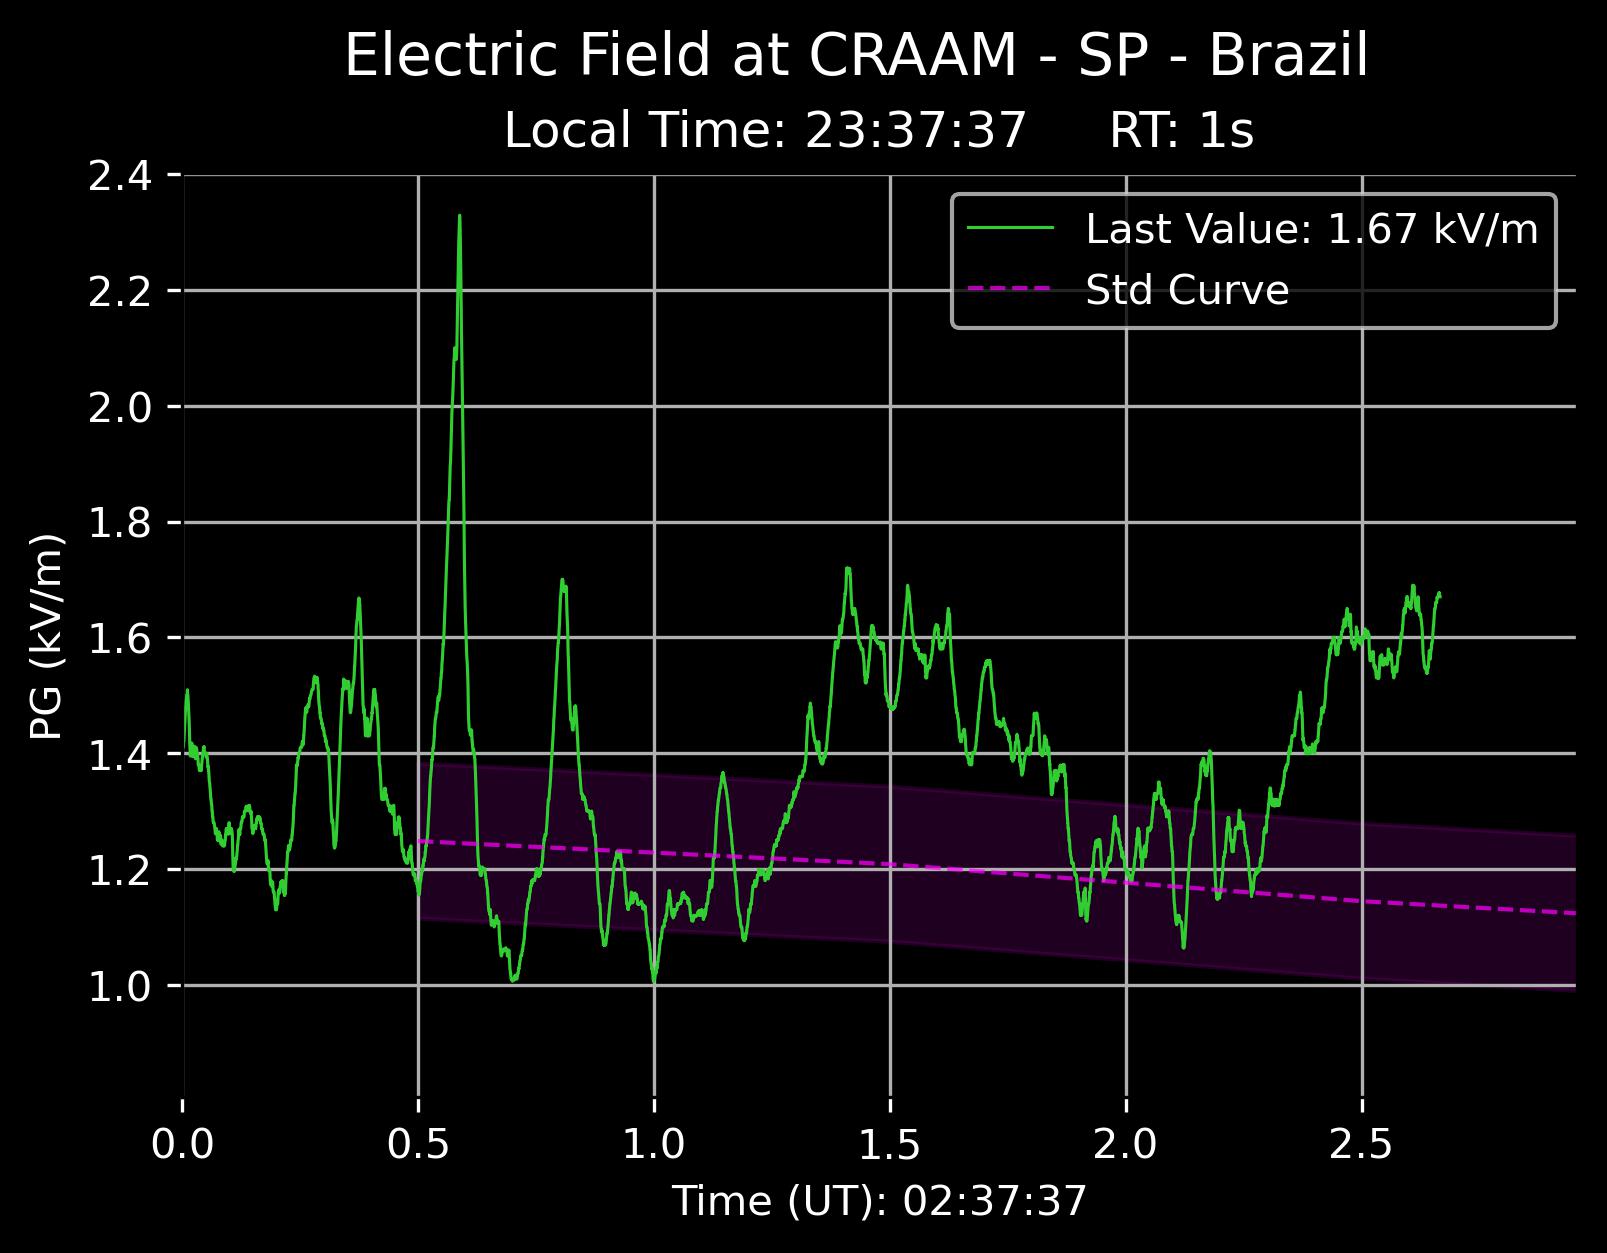 Electric Field at CRAAM - SP - Brazil
Local Time: 23:37:37 RT: 1s
Last Value: 1.67 kV/m
Std Curve
PG (kV/m)
2.4
2.2
2.0
1.8
1.6
1.4
1.2
1.0
0.0 0.5 1.0 1.5 2.0 2.5
Time (UT): 02:37:37